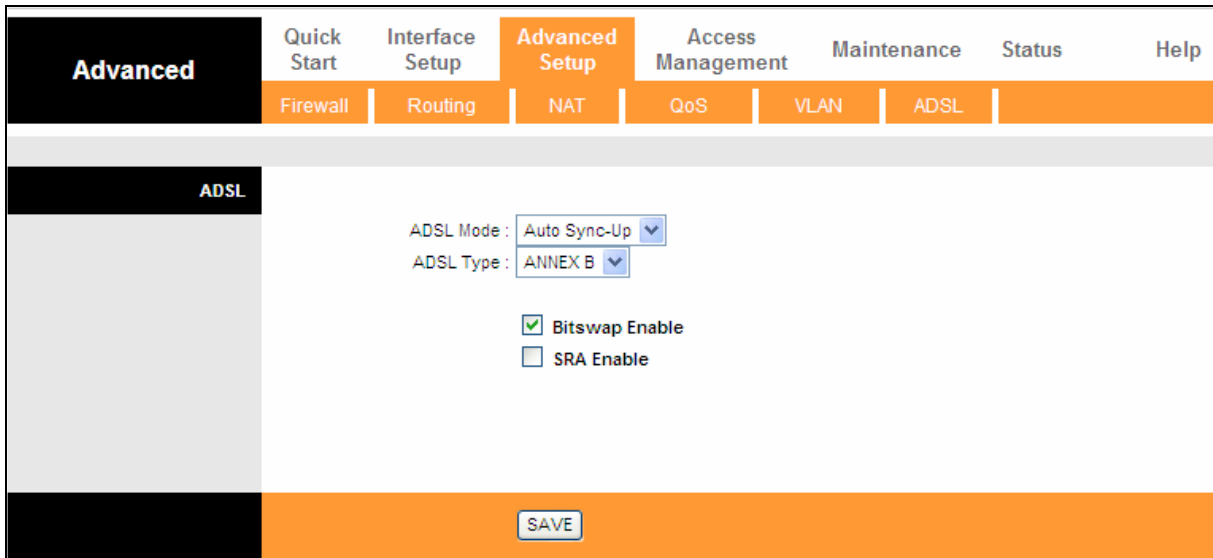 Advanced
Quick Start
Interface Setup
Advanced Setup
Access Management
Maintenance
Status
Help
Firewall
Routing
NAT
QoS
VLAN
ADSL
ADSL
ADSL Mode : Auto Sync-Up
ADSL Type : ANNEX B
Bitswap Enable
SRA Enable
SAVE